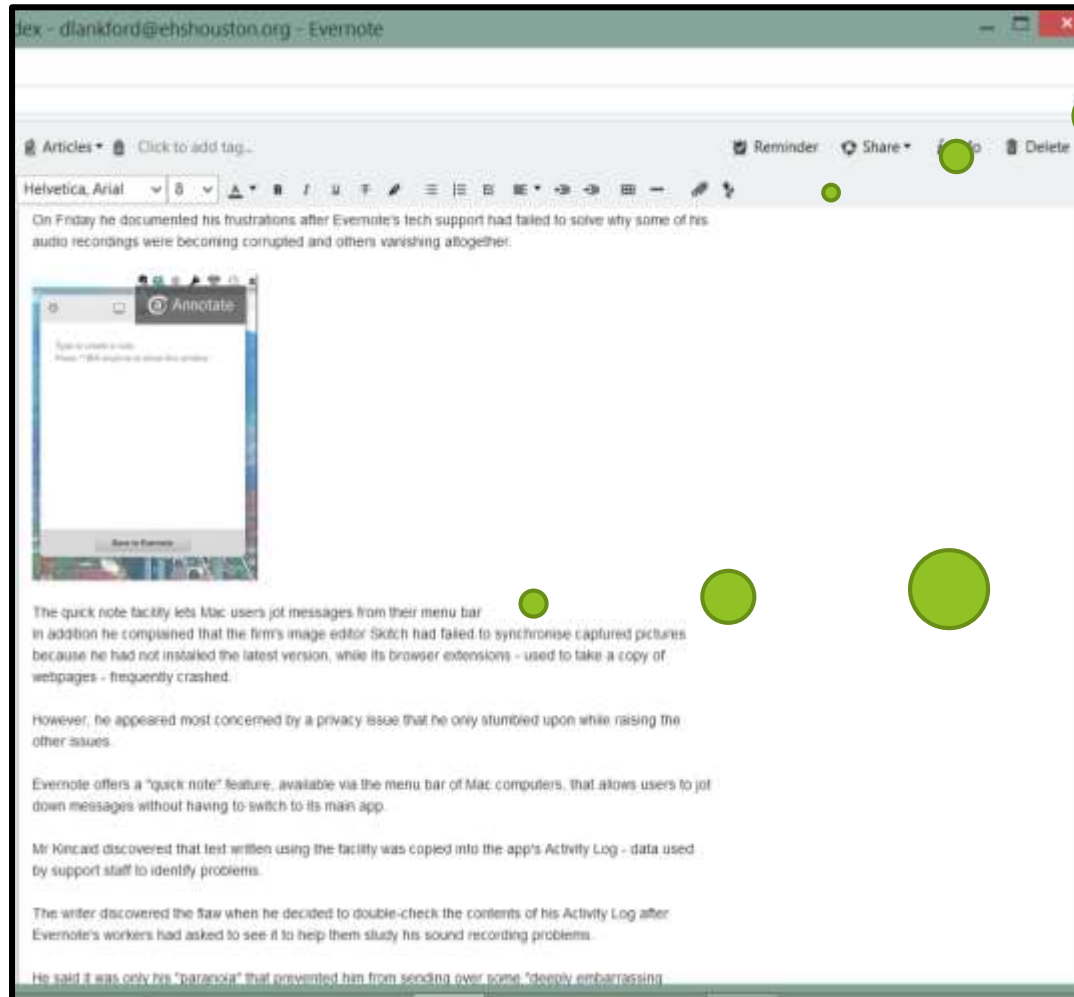 dex - dlankford@ehshouston.org - Evernote
Articles Click to add tag...
Reminder Share Delete
Helvetica, Arial 8
On Friday he documented his frustrations after Evernote's tech support had failed to solve why some of his
audio recordings were becoming corrupted and others vanishing altogether.
@ Annotate
Type to create a note.
Save to Evernote
The quick note facility lets Mac users jot messages from their menu bar
In addition he complained that the firm's image editor Skitch had failed to synchronise captured pictures
because he had not installed the latest version, while its browser extensions - used to take a copy of
webpages - frequently crashed.
However, he appeared most concerned by a privacy issue that he only stumbled upon while raising the
other issues.
Evernote offers a "quick note" feature, available via the menu bar of Mac computers, that allows users to jot
down messages without having to switch to its main app.
Mr Kincaid discovered that text written using the facility was copied into the app's Activity Log - data used
by support staff to identify problems.
The writer discovered the flaw when he decided to double-check the contents of his Activity Log after
Evernote's workers had asked to see it to help them study his sound recording problems.
He said it was only his "paranoia" that prevented him from sending over some "deeply embarrassing